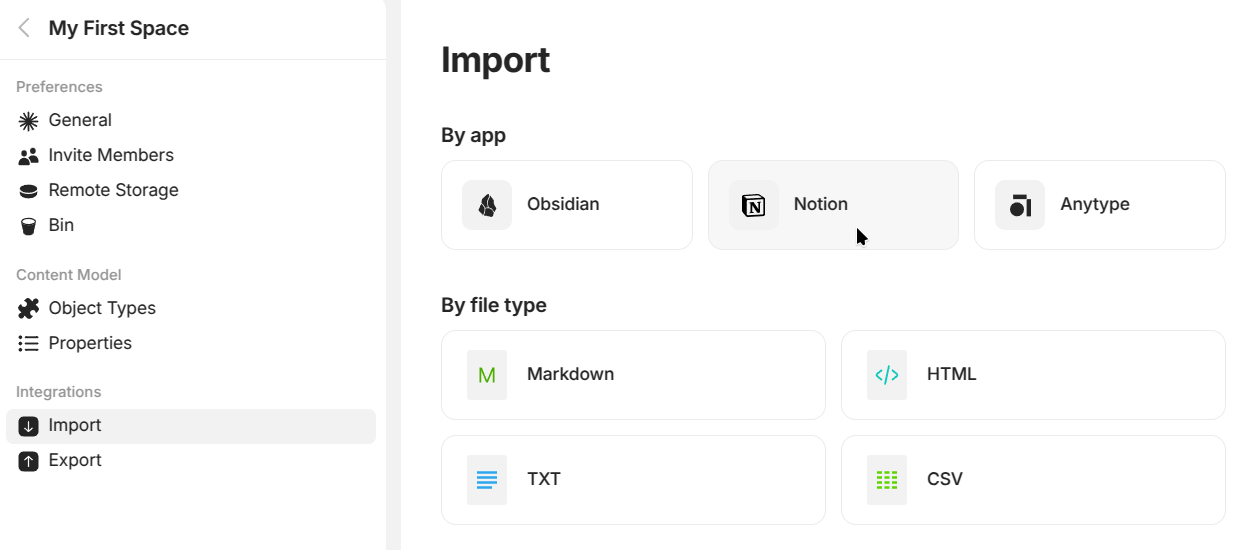 My First Space
Preferences
General
Invite Members
Remote Storage
Bin
Content Model
Object Types
Properties
Integrations
Import
Export
Import
By app
Obsidian
N Notion
Anytype
By file type
M Markdown
</> HTML
TXT
CSV